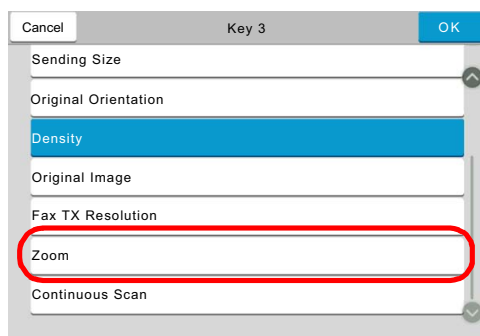 Cancel Key 3 OK
Sending Size
Original Orientation
Density
Original Image
Fax TX Resolution
Zoom
Continuous Scan